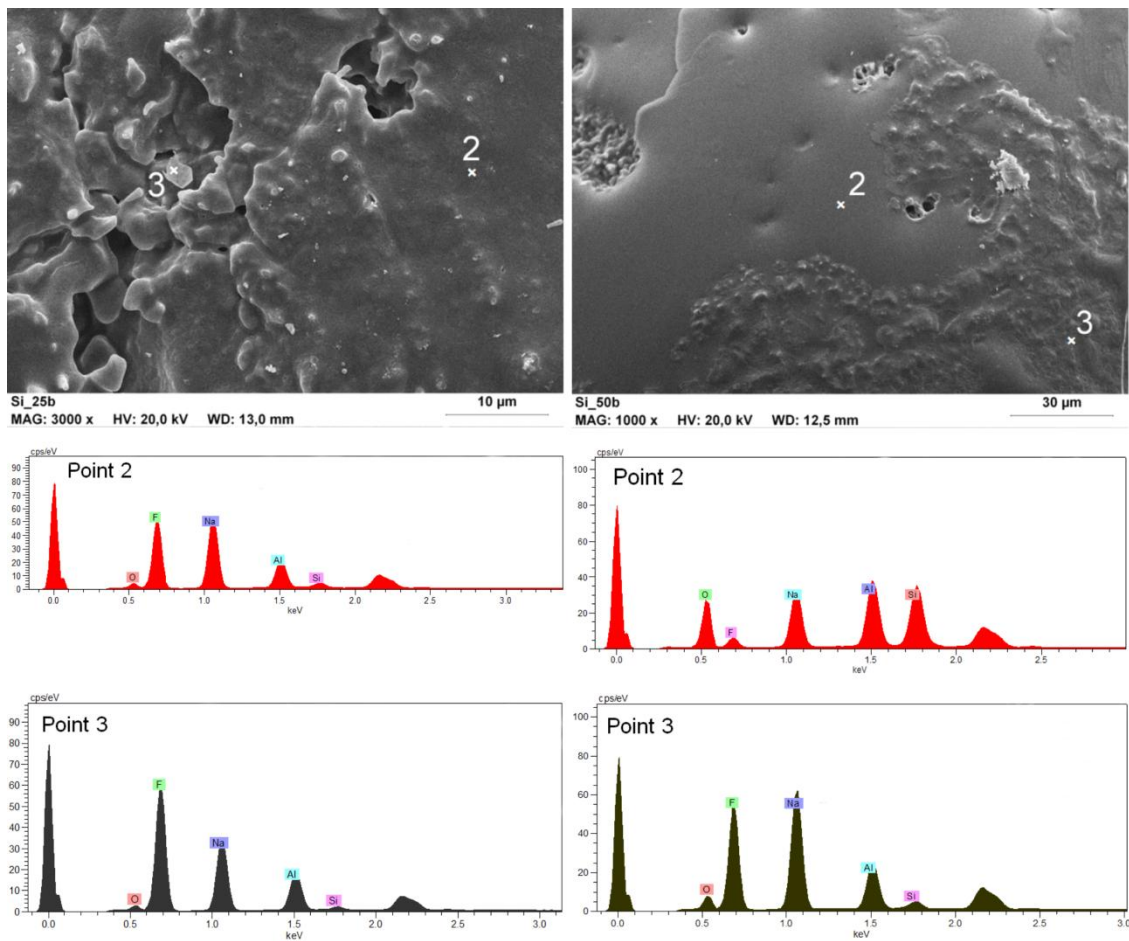 2
3
Si_25b
10 µm
MAG: 3000 x HV: 20,0 kV WD: 13,0 mm
2
3
Si_50b
30 µm
MAG: 1000 x HV: 20,0 kV WD: 12,5 mm
cps/eV
Point 2
90
80
70
60
50
40
30
20
10
0
F
Na
O
Al
Si
0.0 0.5 1.0 1.5 2.0 2.5 3.0
keV
cps/eV
Point 2
100
80
60
40
20
0
O
F
Na
Al
Si
0.0 0.5 1.0 1.5 2.0 2.5
keV
cps/eV
Point 3
90
80
70
60
50
40
30
20
10
0
F
Na
O
Al
Si
0.0 0.5 1.0 1.5 2.0 2.5 3.0
keV
cps/eV
Point 3
100
80
60
40
20
0
F
Na
O
Al
Si
0.0 0.5 1.0 1.5 2.0 2.5 3.0
keV